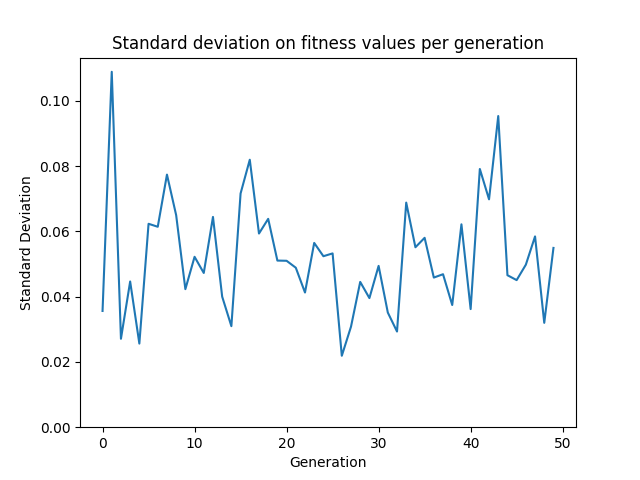 Standard deviation on fitness values per generation
0.10
0.08
0.06
0.04
0.02
0.00
Standard Deviation
0 10 20 30 40 50
Generation